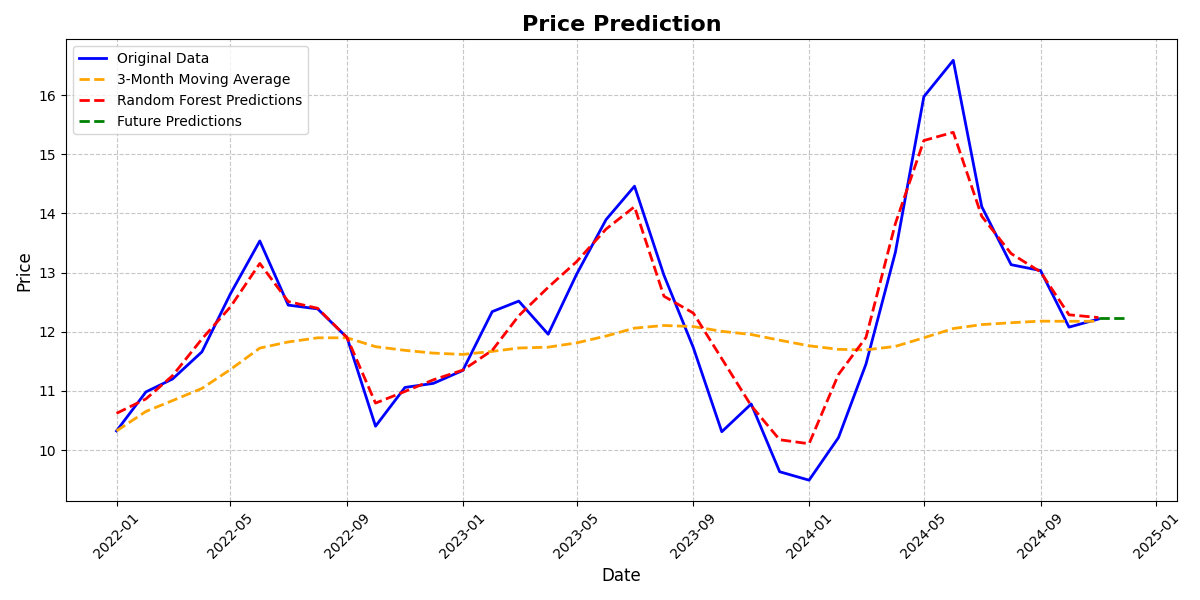 Price Prediction
Original Data
3-Month Moving Average
Random Forest Predictions
Future Predictions
Price
16
15
14
13
12
11
10
2022-01
2022-05
2022-09
2023-01
2023-05
2023-09
2024-01
2024-05
2024-09
2025-01
Date